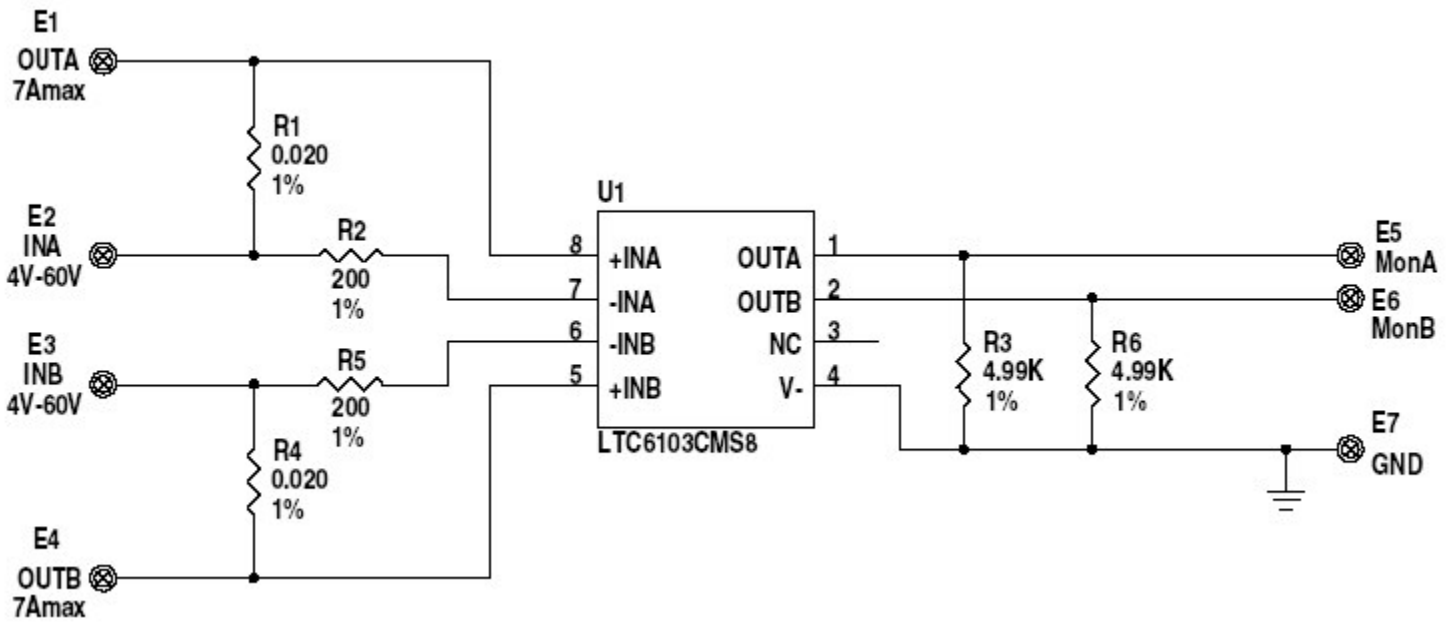 E1
OUTA
7Amax
R1
0.020
1%
E2
INA
4V-60V
R2
200
1%
E3
INB
4V-60V
R5
200
1%
R4
0.020
1%
E4
OUTB
7Amax
U1
8 +INA OUTA 1
7 -INA OUTB 2
6 -INB NC 3
5 +INB V- 4
LTC6103CMS8
R3
4.99K
1%
R6
4.99K
1%
E5
MonA
E6
MonB
E7
GND